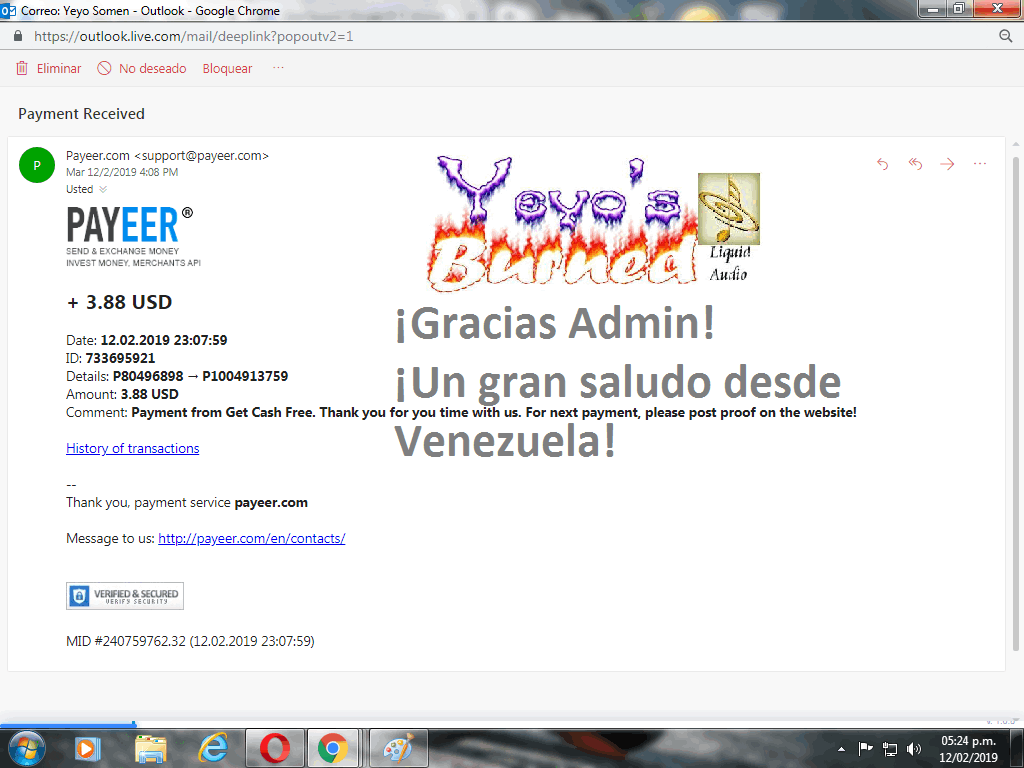 Correo: Yeyo Somen - Outlook - Google Chrome
https://outlook.live.com/mail/deeplink?popoutv2=1
Eliminar No deseado Bloquear ...
Payment Received
P
Payeer.com <support@payeer.com>
Mar 12/2/2019 4:08 PM
Usted
PAYEER®
SEND & EXCHANGE MONEY
INVEST MONEY, MERCHANTS API
Yeyo's
Burned
Liquid
Audio
+ 3.88 USD
¡Gracias Admin!
¡Un gran saludo desde
Venezuela!
Date: 12.02.2019 23:07:59
ID: 733695921
Details: P80496898 → P1004913759
Amount: 3.88 USD
Comment: Payment from Get Cash Free. Thank you for you time with us. For next payment, please post proof on the website!
History of transactions
--
Thank you, payment service payeer.com
Message to us: http://payeer.com/en/contacts/
VERIFIED & SECURED
VERIFY SECURITY
MID #240759762.32 (12.02.2019 23:07:59)
05:24 p.m.
12/02/2019